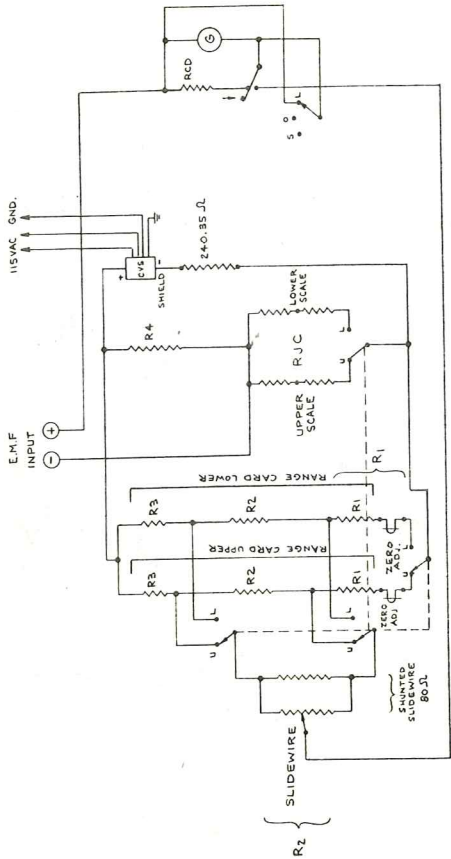 115VAC GND.
E.M.F
INPUT
+
−
+
CVS
−
SHIELD
240.35 Ω
R4
RCD
G
S
O
L
UPPER
SCALE
RJC
LOWER
SCALE
U
L
RANGE CARD LOWER
R3
R2
R1
R1
ZERO
ADJ.
RANGE CARD UPPER
R3
R2
R1
ZERO
ADJ
U
L
U
L
U
L
R2
SLIDEWIRE
SHUNTED
SLIDEWIRE
80 Ω